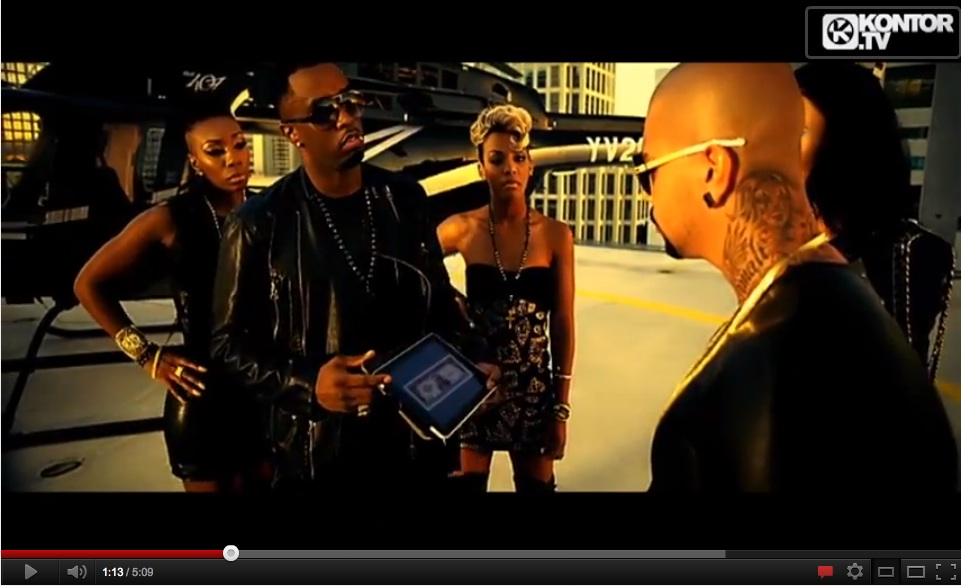 KONTOR
.TV
YV2
1:13 / 5:09